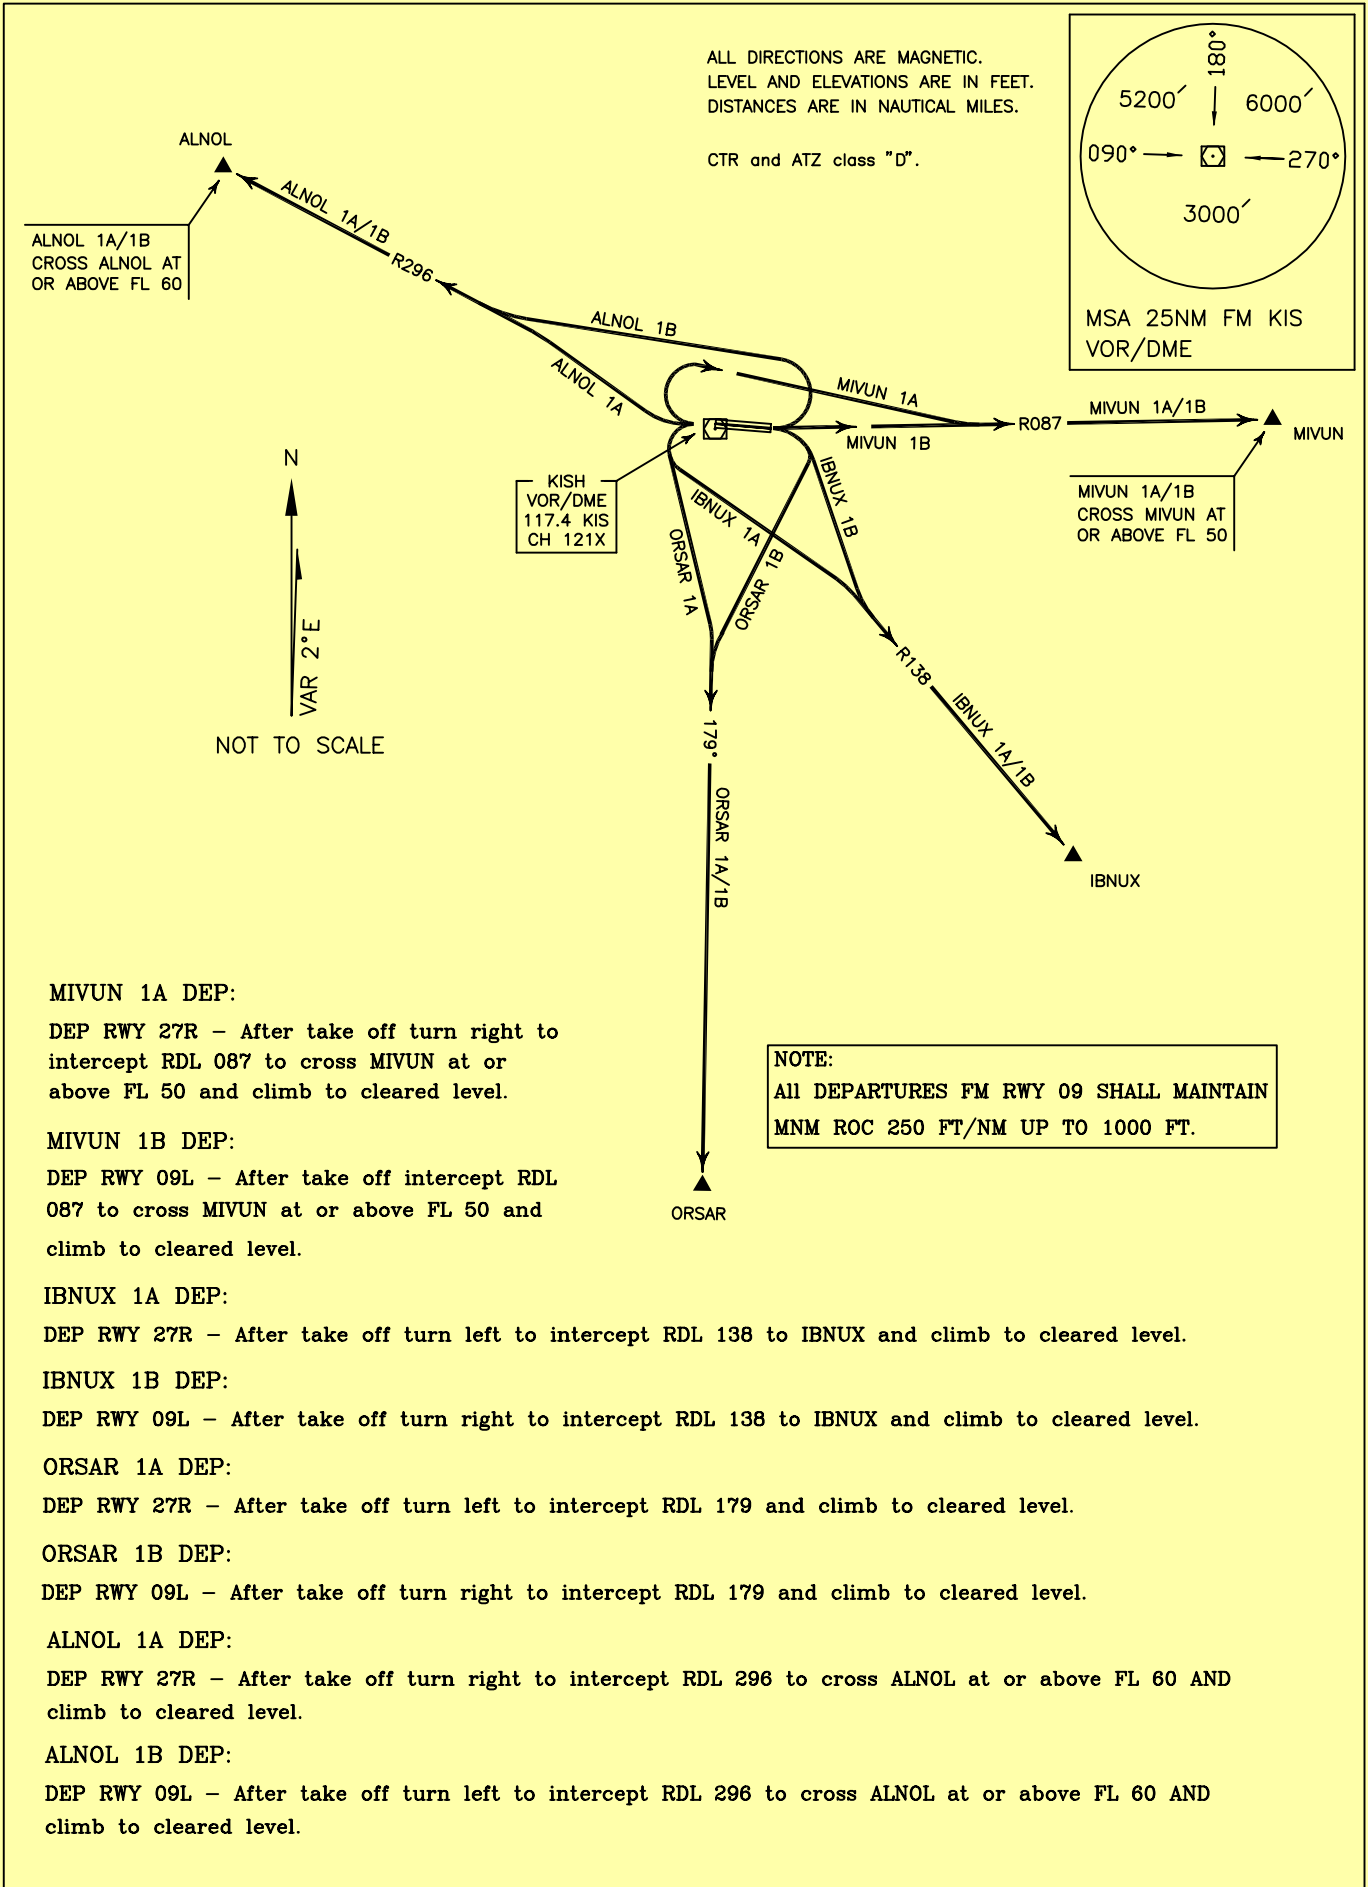 ALL DIRECTIONS ARE MAGNETIC.
LEVEL AND ELEVATIONS ARE IN FEET.
DISTANCES ARE IN NAUTICAL MILES.
CTR and ATZ class "D".
180°
5200′
6000′
090°
270°
3000′
MSA 25NM FM KIS
VOR/DME
ALNOL
ALNOL 1A/1B
CROSS ALNOL AT
OR ABOVE FL 60
ALNOL 1A/1B
R296
ALNOL 1B
ALNOL 1A
MIVUN 1A
MIVUN 1B
R087
MIVUN 1A/1B
MIVUN
MIVUN 1A/1B
CROSS MIVUN AT
OR ABOVE FL 50
KISH
VOR/DME
117.4 KIS
CH 121X
IBNUX 1A
IBNUX 1B
ORSAR 1A
ORSAR 1B
N
VAR 2°E
NOT TO SCALE
R138
IBNUX 1A/1B
IBNUX
179°
ORSAR 1A/1B
ORSAR
MIVUN 1A DEP:
DEP RWY 27R – After take off turn right to
intercept RDL 087 to cross MIVUN at or
above FL 50 and climb to cleared level.
MIVUN 1B DEP:
DEP RWY 09L – After take off intercept RDL
087 to cross MIVUN at or above FL 50 and
climb to cleared level.
NOTE:
All DEPARTURES FM RWY 09 SHALL MAINTAIN
MNM ROC 250 FT/NM UP TO 1000 FT.
IBNUX 1A DEP:
DEP RWY 27R – After take off turn left to intercept RDL 138 to IBNUX and climb to cleared level.
IBNUX 1B DEP:
DEP RWY 09L – After take off turn right to intercept RDL 138 to IBNUX and climb to cleared level.
ORSAR 1A DEP:
DEP RWY 27R – After take off turn left to intercept RDL 179 and climb to cleared level.
ORSAR 1B DEP:
DEP RWY 09L – After take off turn right to intercept RDL 179 and climb to cleared level.
ALNOL 1A DEP:
DEP RWY 27R – After take off turn right to intercept RDL 296 to cross ALNOL at or above FL 60 AND
climb to cleared level.
ALNOL 1B DEP:
DEP RWY 09L – After take off turn left to intercept RDL 296 to cross ALNOL at or above FL 60 AND
climb to cleared level.